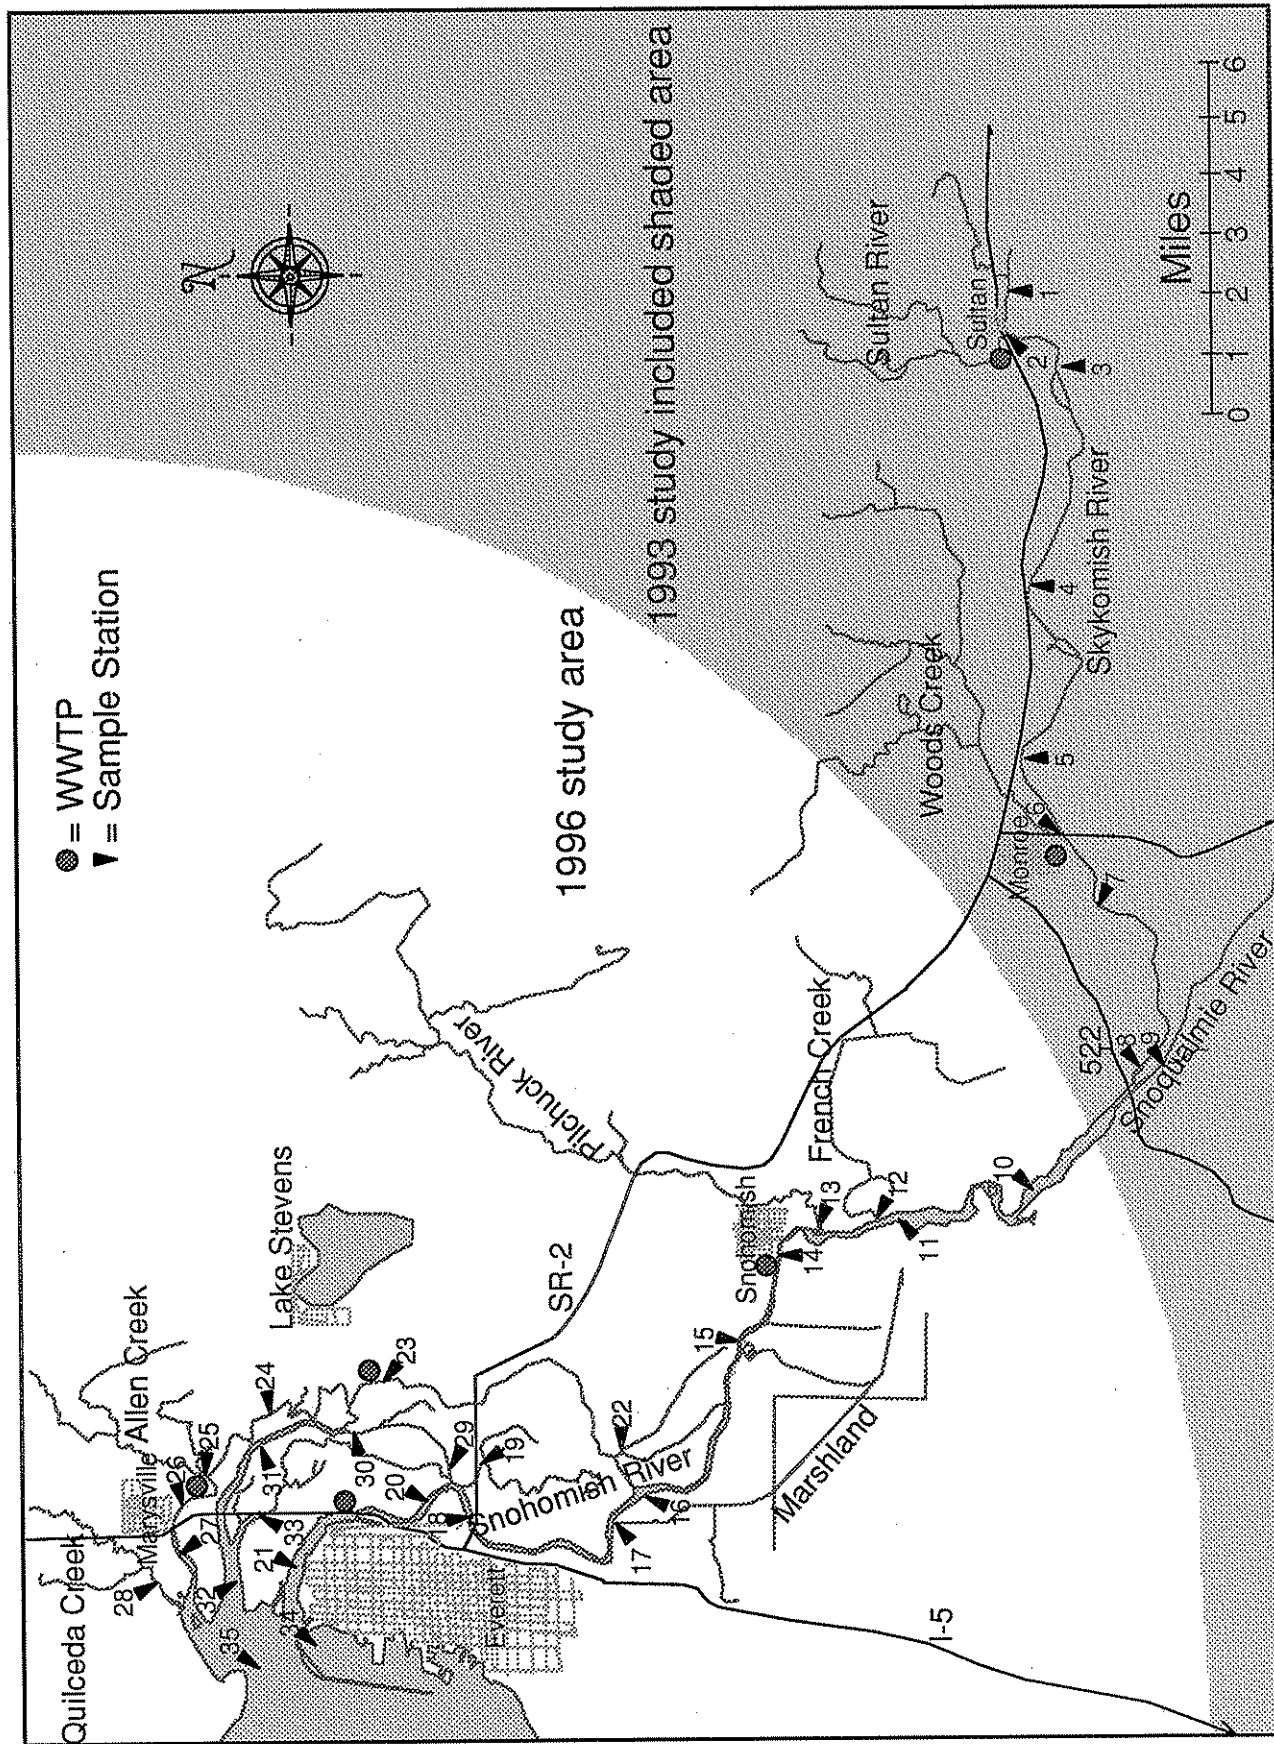 Quilceda Creek
Marysville
Allen Creek
Lake Stevens
● = WWTP
▼ = Sample Station
N
28
27
26
25
24
35
32
33
31
34
21
30
23
20
29
18
19
Everett
SR-2
Snohomish River
22
17
16
15
Marshland
I-5
Pilchuck River
1996 study area
1993 study included shaded area
Snohomish
14
13
12
11
10
French Creek
522
8
9
Snoqualmie River
7
Monroe
6
5
Woods Creek
4
Skykomish River
Sultan River
Sultan
3
2
1
Miles
0 1 2 3 4 5 6